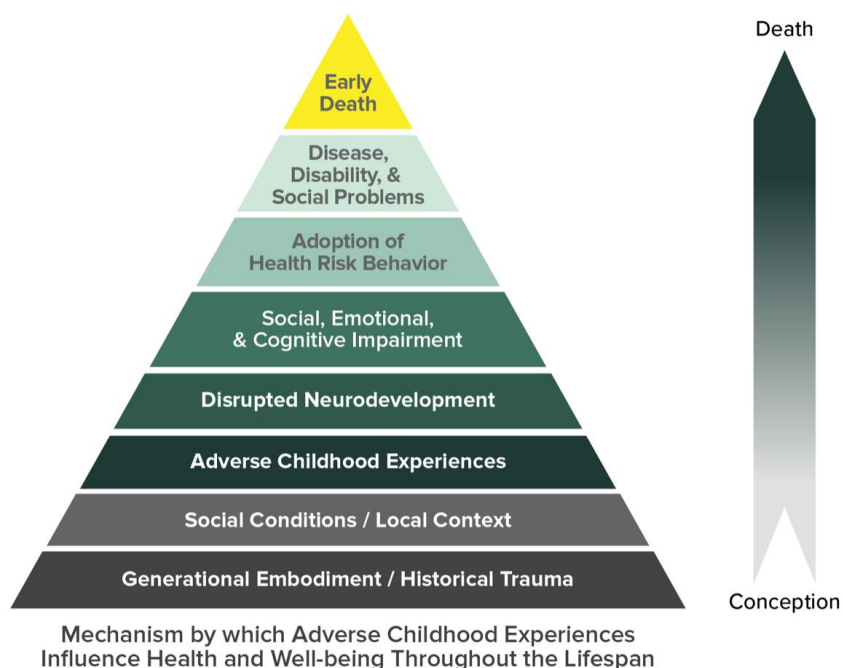 Early
Death
Disease,
Disability, &
Social Problems
Adoption of
Health Risk Behavior
Social, Emotional,
& Cognitive Impairment
Disrupted Neurodevelopment
Adverse Childhood Experiences
Social Conditions / Local Context
Generational Embodiment / Historical Trauma
Death
Conception
Mechanism by which Adverse Childhood Experiences
Influence Health and Well-being Throughout the Lifespan